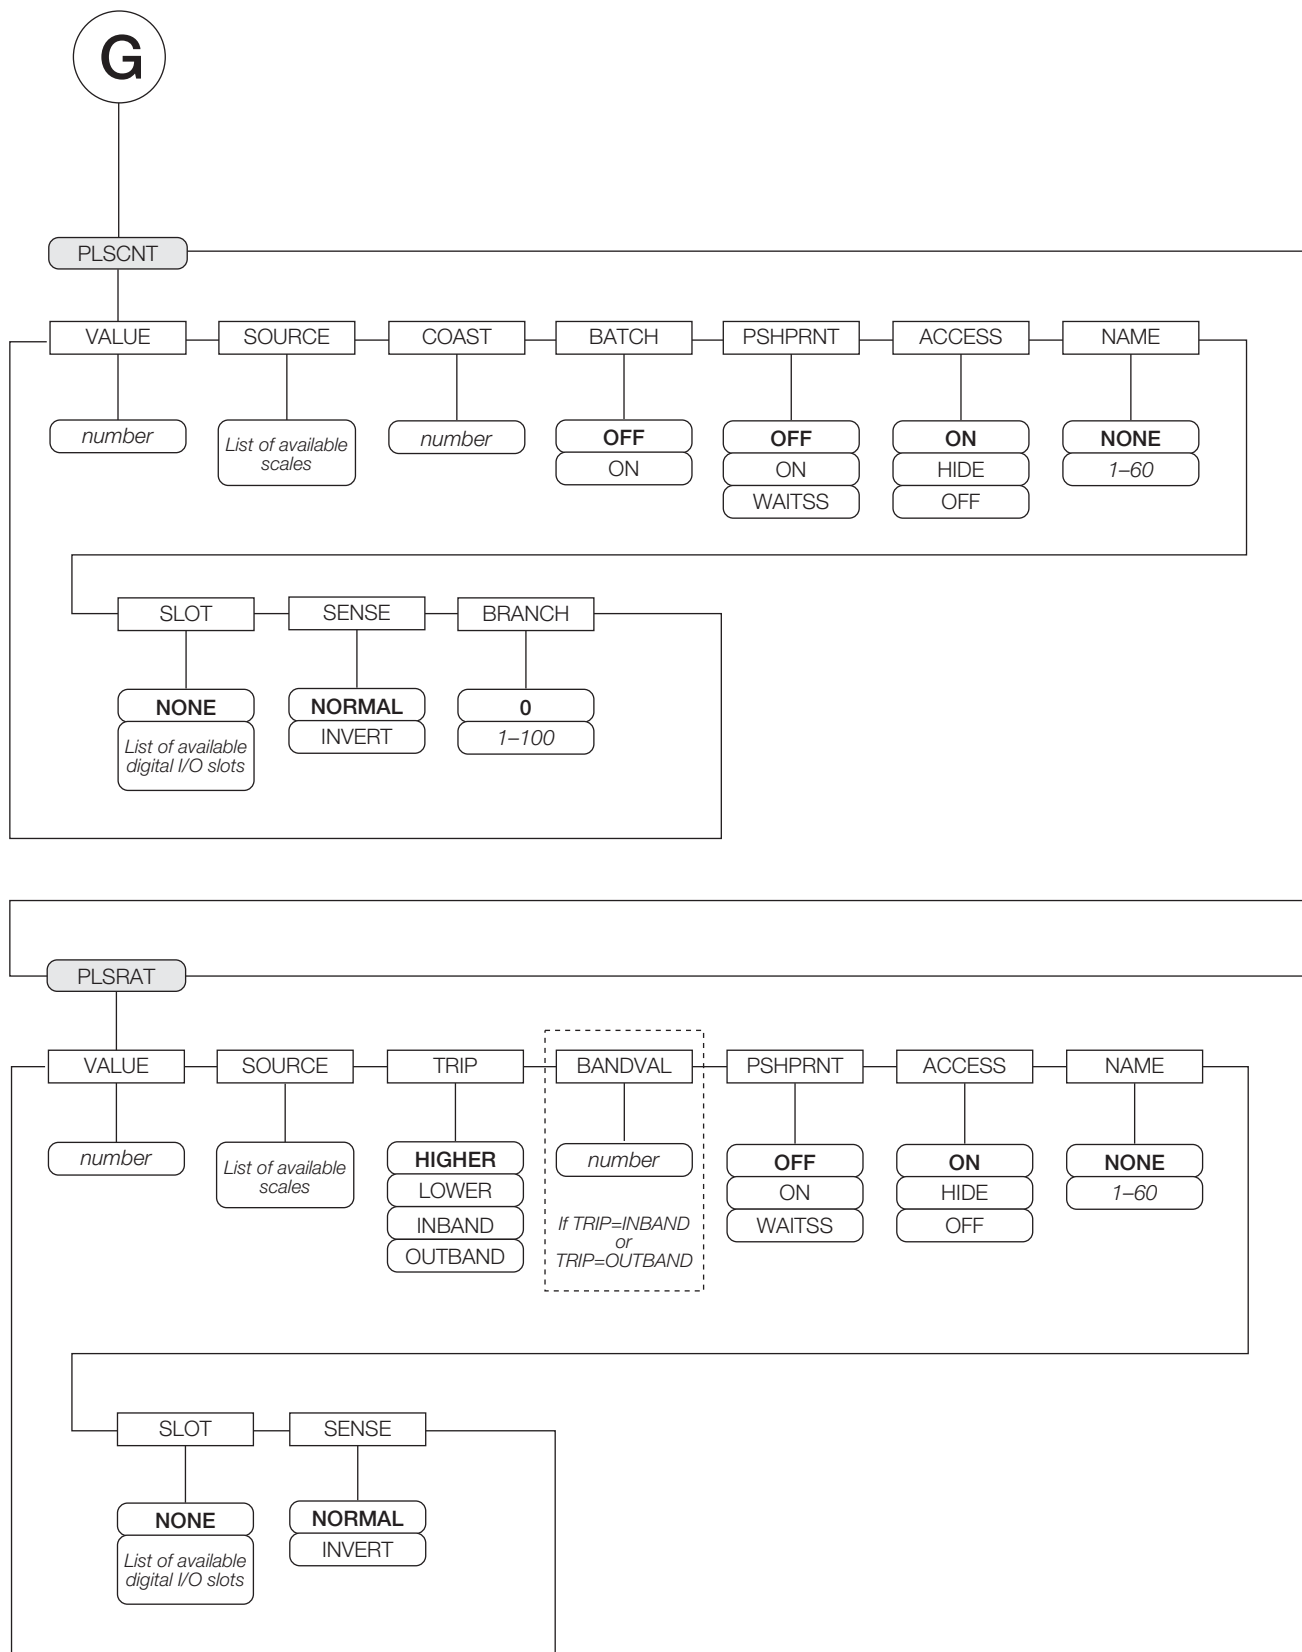 G
PLSCNT
VALUE
SOURCE
COAST
BATCH
PSHPRNT
ACCESS
NAME
number
List of available
scales
number
OFF
ON
OFF
ON
WAITSS
ON
HIDE
OFF
NONE
1–60
SLOT
SENSE
BRANCH
NONE
List of available
digital I/O slots
NORMAL
INVERT
0
1–100
PLSRAT
VALUE
SOURCE
TRIP
BANDVAL
PSHPRNT
ACCESS
NAME
number
List of available
scales
HIGHER
LOWER
INBAND
OUTBAND
number
If TRIP=INBAND
or
TRIP=OUTBAND
OFF
ON
WAITSS
ON
HIDE
OFF
NONE
1–60
SLOT
SENSE
NONE
List of available
digital I/O slots
NORMAL
INVERT